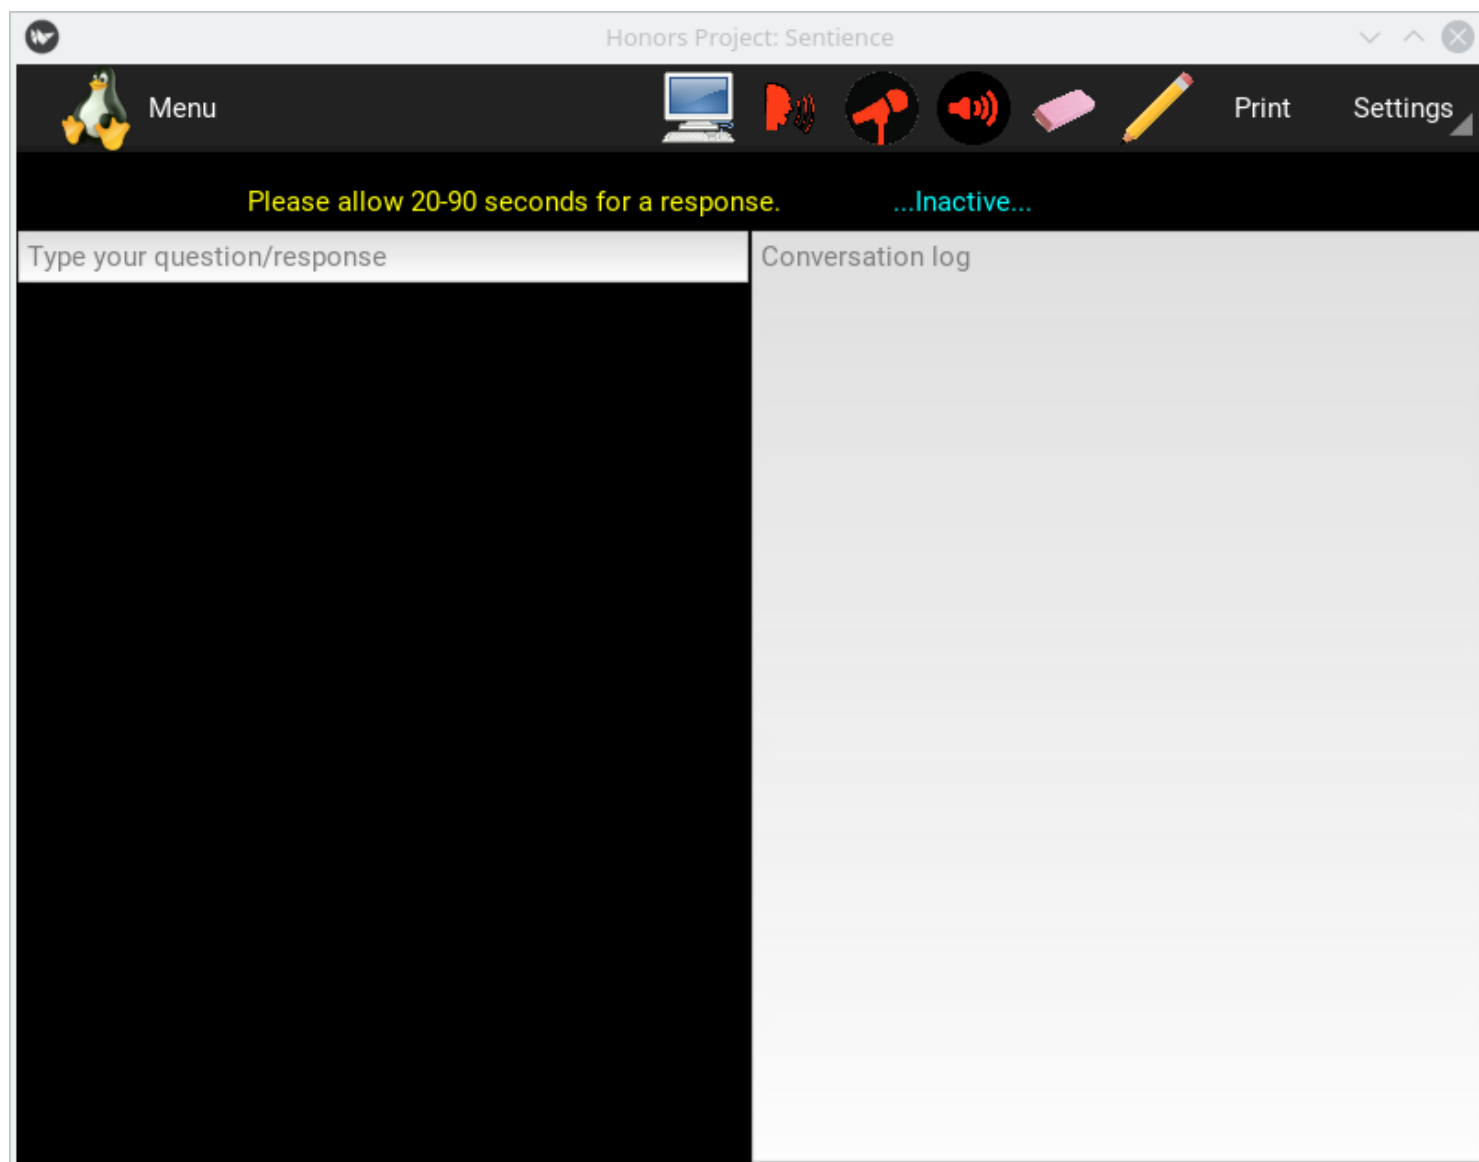 Honors Project: Sentience
Menu
Print
Settings
Please allow 20-90 seconds for a response.
...Inactive...
Type your question/response
Conversation log